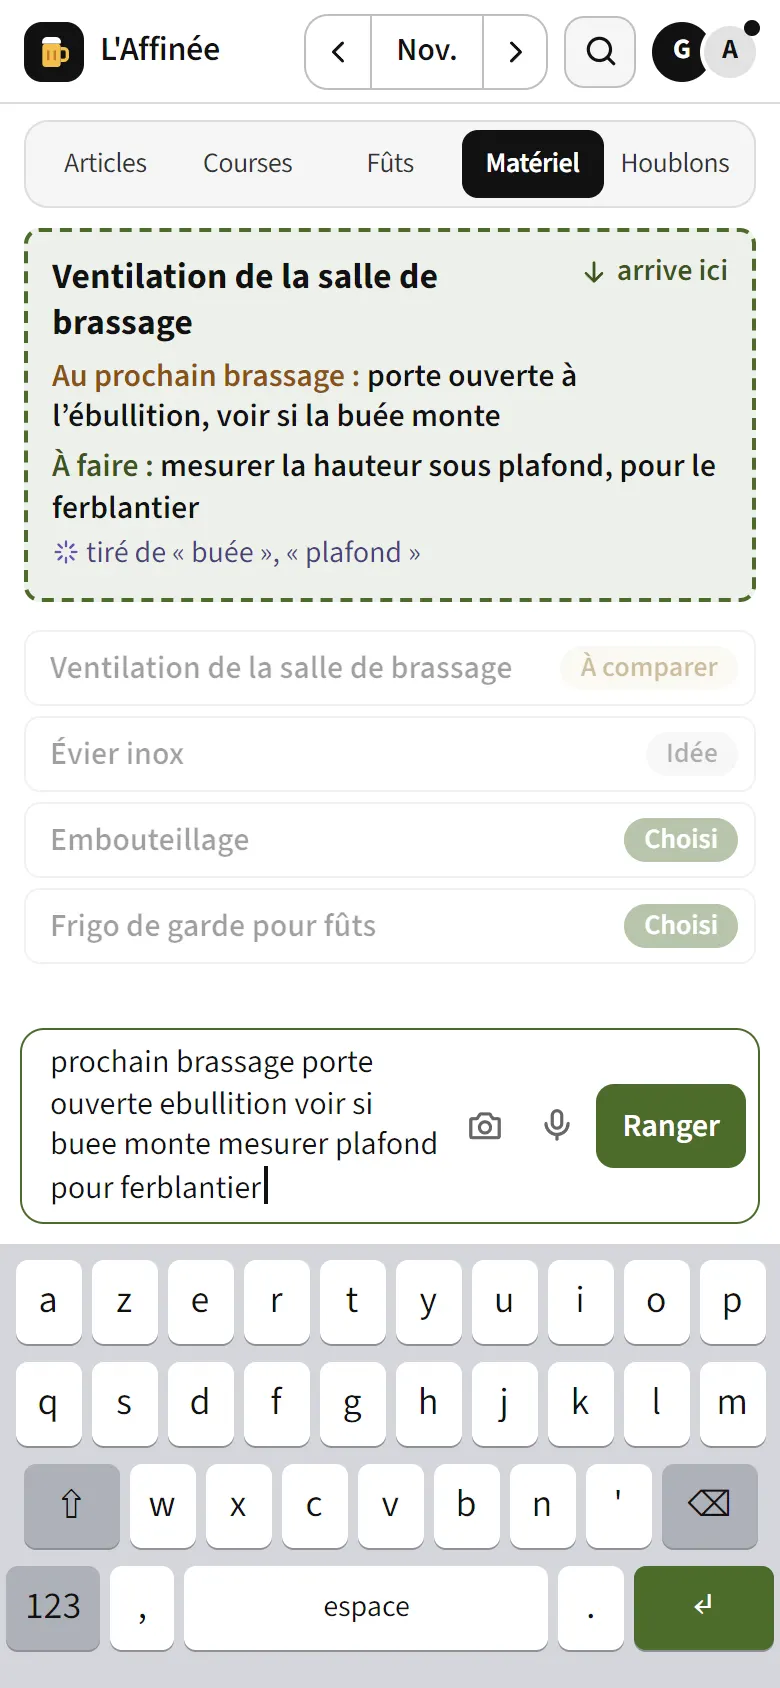 L'Affinée
Nov.
G
A
Articles
Courses
Fûts
Matériel
Houblons
Ventilation de la salle de
brassage
↓ arrive ici
Au prochain brassage : porte ouverte à
l’ébullition, voir si la buée monte
À faire : mesurer la hauteur sous plafond, pour le
ferblantier
tiré de « buée », « plafond »
Ventilation de la salle de brassage
À comparer
Évier inox
Idée
Embouteillage
Choisi
Frigo de garde pour fûts
Choisi
prochain brassage porte
ouverte ebullition voir si
buee monte mesurer plafond
pour ferblantier
Ranger
a z e r t y u i o p
q s d f g h j k l m
⇧ w x c v b n ' ⌫
123 , espace . ↵